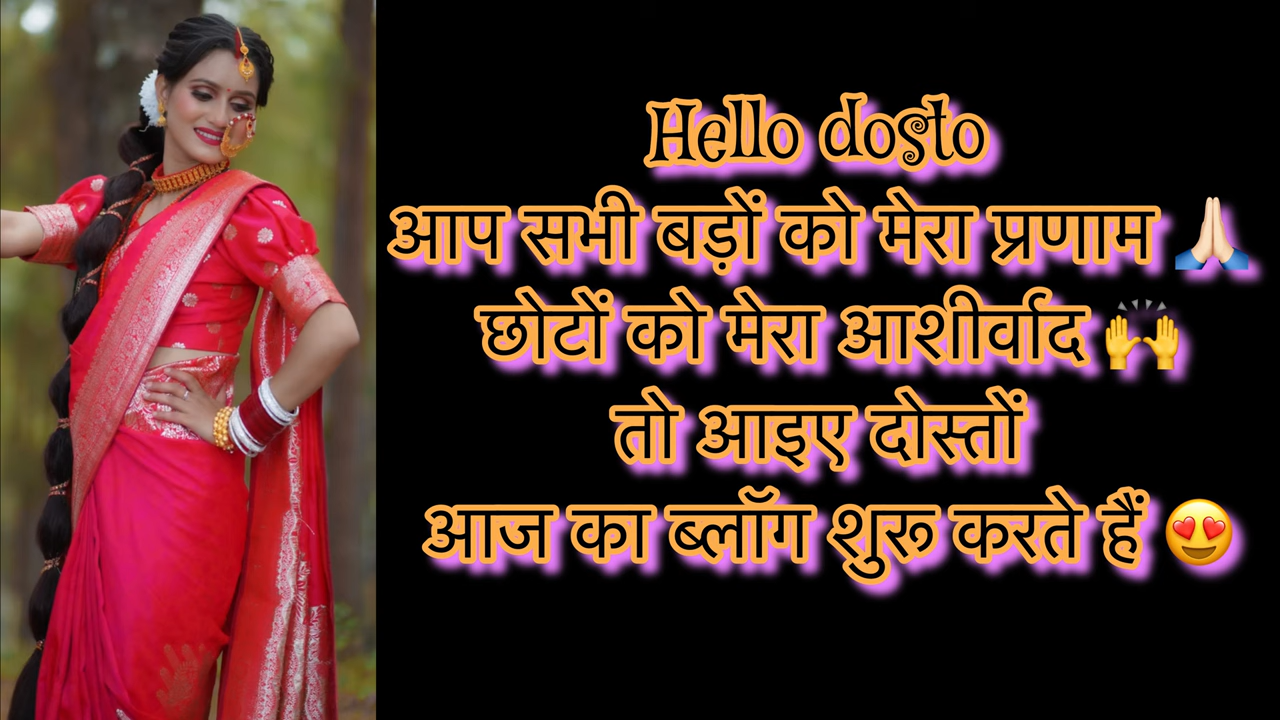 Hello dosto
आप सभी बड़ों को मेरा प्रणाम 🙏🏻
छोटों को मेरा आशीर्वाद 🙌
तो आइए दोस्तों
आज का ब्लॉग शुरू करते हैं 😍